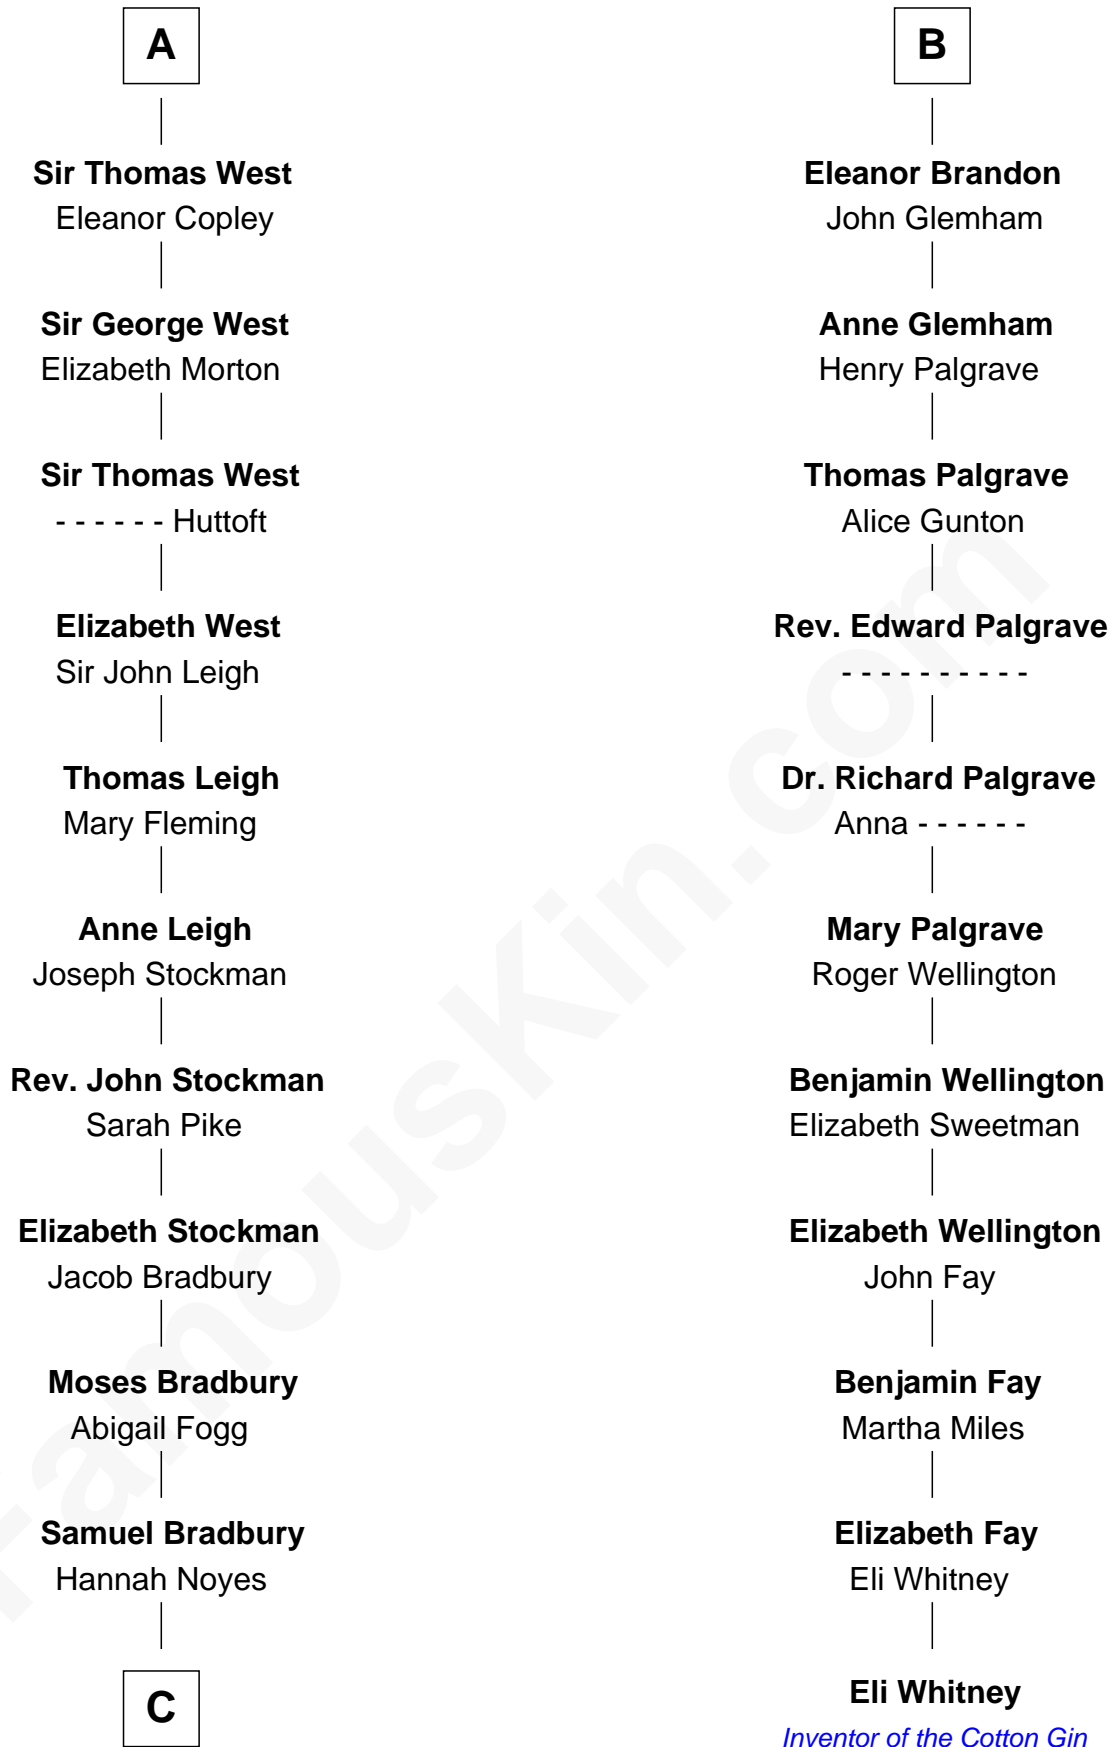 A
Sir Thomas West
Eleanor Copley
Sir George West
Elizabeth Morton
Sir Thomas West
- - - - - - Huttoft
Elizabeth West
Sir John Leigh
Thomas Leigh
Mary Fleming
Anne Leigh
Joseph Stockman
Rev. John Stockman
Sarah Pike
Elizabeth Stockman
Jacob Bradbury
Moses Bradbury
Abigail Fogg
Samuel Bradbury
Hannah Noyes
C
B
Eleanor Brandon
John Glemham
Anne Glemham
Henry Palgrave
Thomas Palgrave
Alice Gunton
Rev. Edward Palgrave
- - - - - - - - - -
Dr. Richard Palgrave
Anna - - - - - -
Mary Palgrave
Roger Wellington
Benjamin Wellington
Elizabeth Sweetman
Elizabeth Wellington
John Fay
Benjamin Fay
Martha Miles
Elizabeth Fay
Eli Whitney
Eli Whitney
Inventor of the Cotton Gin
FamousKin.com